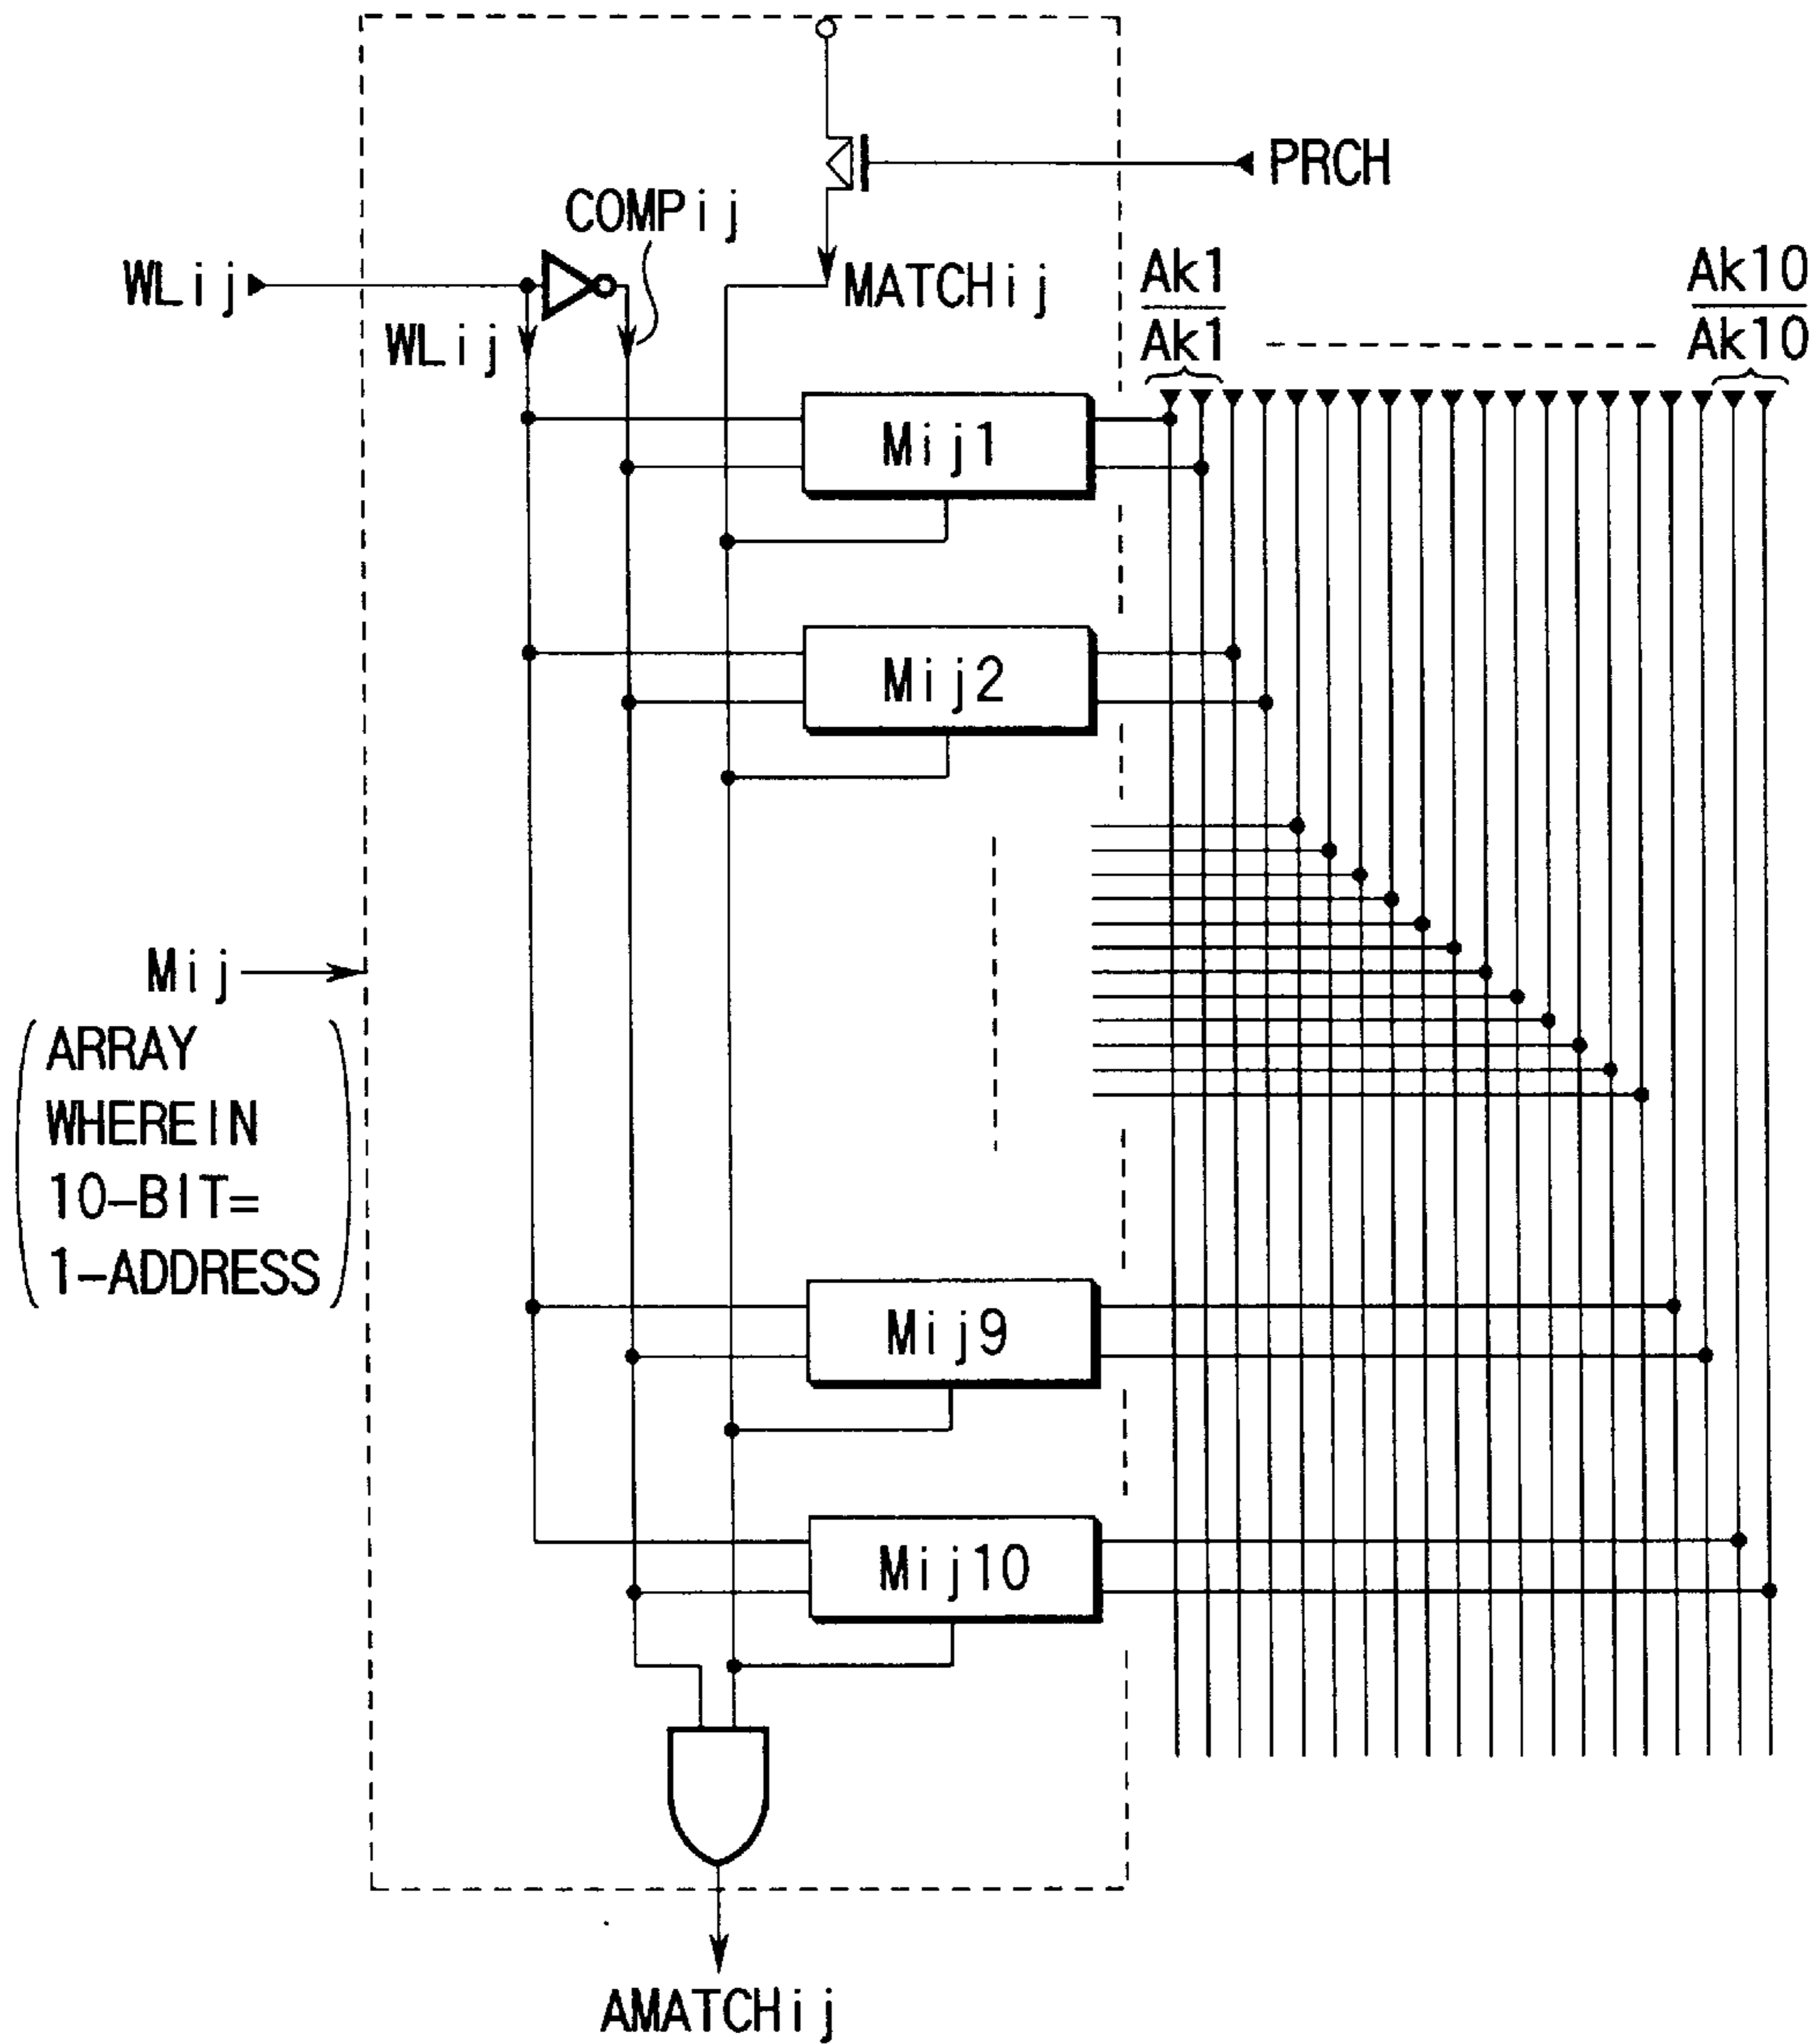 PRCH
COMPij
WLij
MATCHij
Ak1
Ak10
WLij
Ak1
Ak10
Mij1
Mij2
Mij
ARRAY
WHEREIN
10-BIT=
1-ADDRESS
Mij9
Mij10
AMATCHij